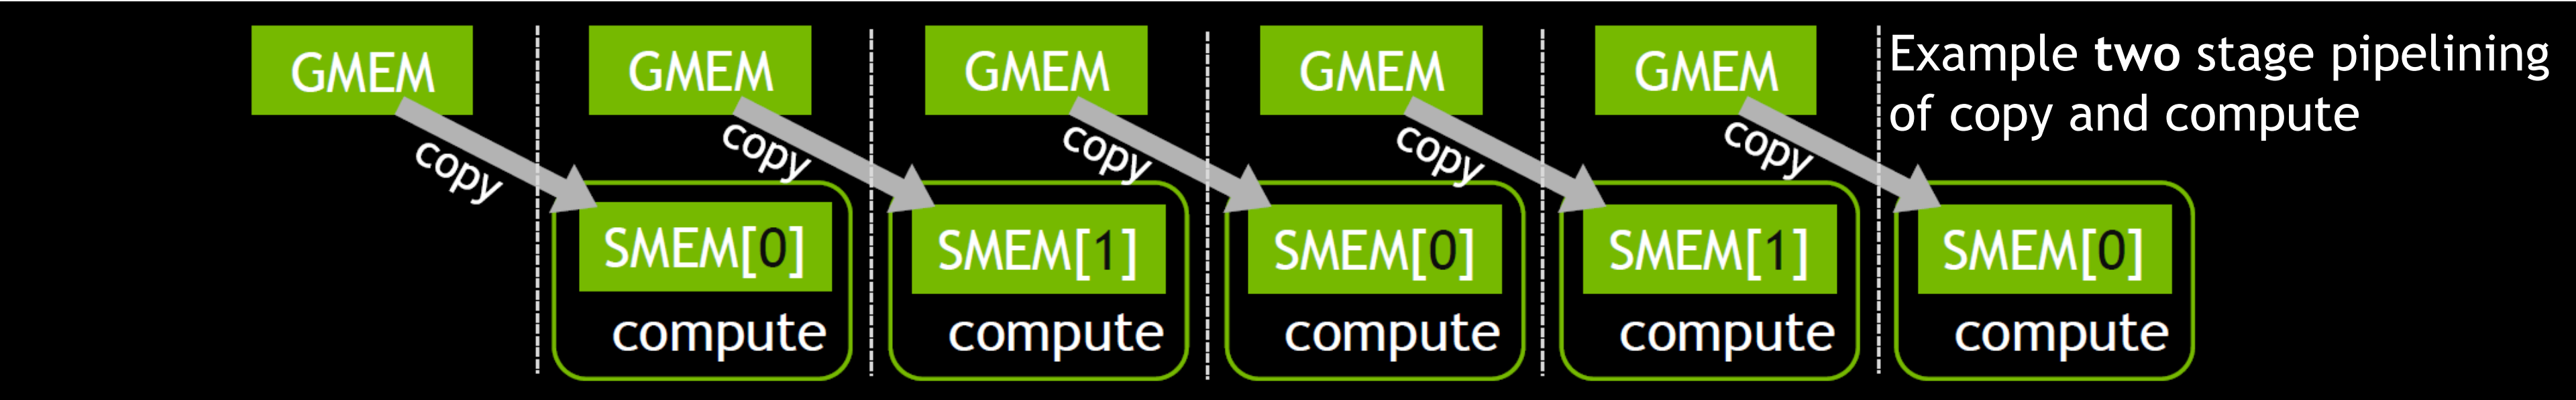 GMEM
GMEM
GMEM
GMEM
GMEM
Example two stage pipelining
of copy and compute
copy
copy
copy
copy
copy
SMEM[0]
SMEM[1]
SMEM[0]
SMEM[1]
SMEM[0]
compute
compute
compute
compute
compute